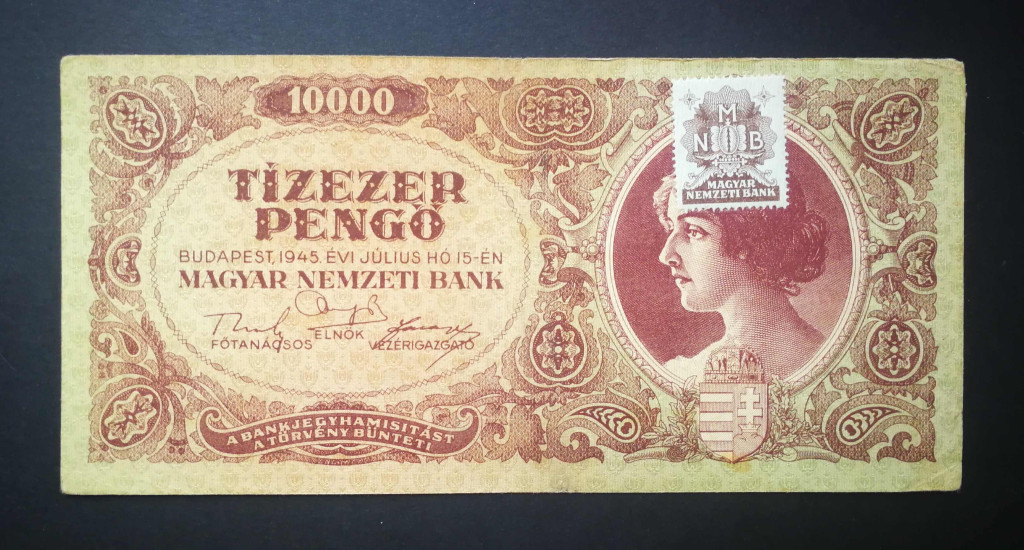 10000
TÍZEZER
PENGŐ
BUDAPEST, 1945. ÉVI JÚLIUS HÓ 15-ÉN
MAGYAR NEMZETI BANK
FŐTANÁCSOS
ELNÖK
VEZÉRIGAZGATÓ
A BANKJEGYHAMISITÁST
A TÖRVÉNY BÜNTETI
M
N B
MAGYAR
NEMZETI BANK